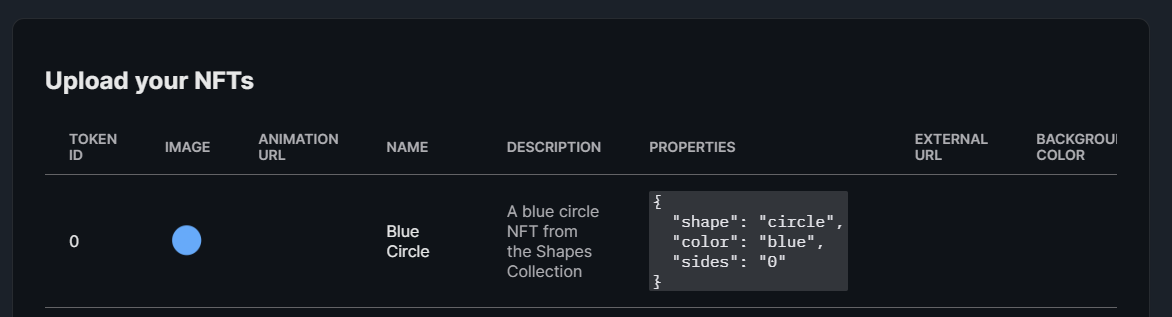 Upload your NFTs
TOKEN
ID
IMAGE
ANIMATION
URL
NAME
DESCRIPTION
PROPERTIES
EXTERNAL
URL
BACKGROU
COLOR
0
Blue
Circle
A blue circle
NFT from
the Shapes
Collection
{
"shape": "circle",
"color": "blue",
"sides": "0"
}